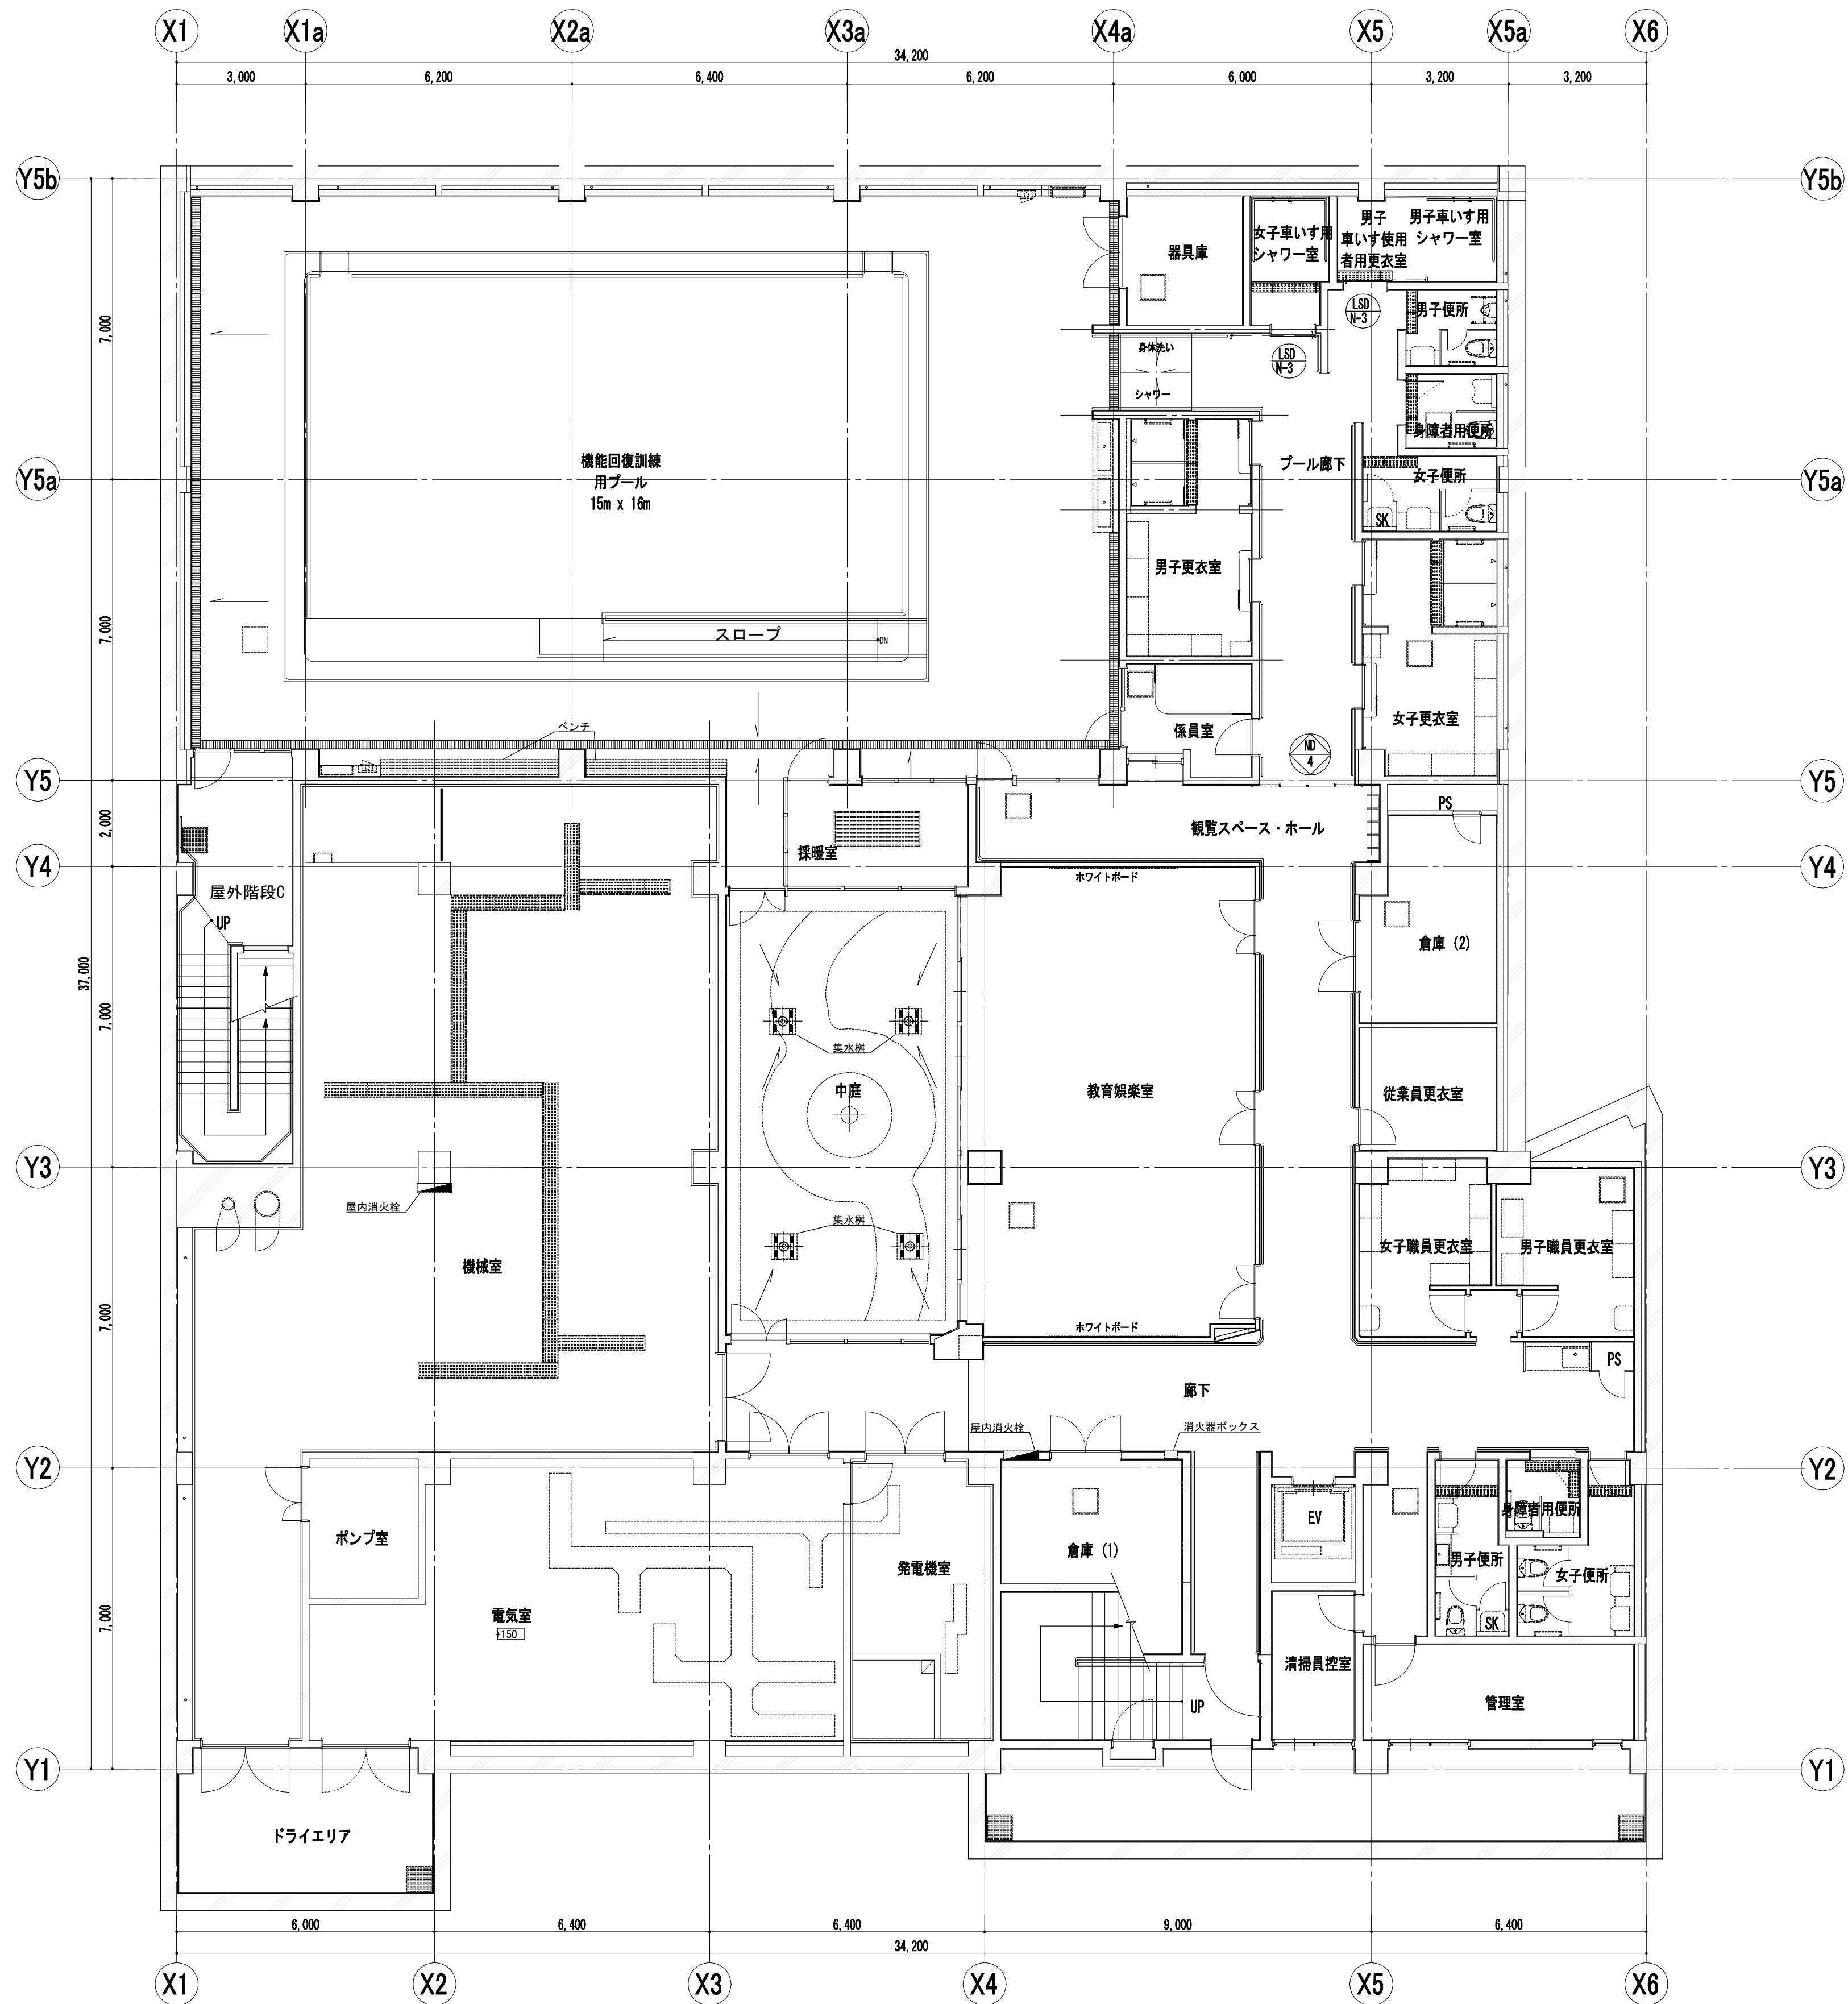 X1
X1a
X2a
X3a
X4a
X5
X5a
X6
34,200
3,000
6,200
6,400
6,200
6,000
3,200
3,200
Y5b
Y5b
器具庫
女子車いす用
シャワー室
男子
車いす使用
者用更衣室
男子車いす用
シャワー室
LSD
N-3
男子便所
7,000
身体洗い
シャワー
LSD
N-3
身障者用便所
機能回復訓練
用プール
15m x 16m
プール廊下
女子便所
SK
Y5a
Y5a
男子更衣室
7,000
スロープ
DN
女子更衣室
ベンチ
係員室
ND
4
Y5
Y5
PS
2,000
採暖室
観覧スペース・ホール
Y4
Y4
ホワイトボード
屋外階段C
UP
倉庫(2)
37,000
7,000
集水桝
中庭
教育娯楽室
従業員更衣室
Y3
Y3
屋内消火栓
集水桝
機械室
女子職員更衣室
男子職員更衣室
7,000
ホワイトボード
PS
廊下
屋内消火栓
消火器ボックス
Y2
Y2
ポンプ室
EV
身障者用便所
倉庫(1)
男子便所
女子便所
発電機室
電気室
+150
SK
7,000
清掃員控室
UP
管理室
Y1
Y1
ドライエリア
6,000
6,400
6,400
9,000
6,400
34,200
X1
X2
X3
X4
X5
X6